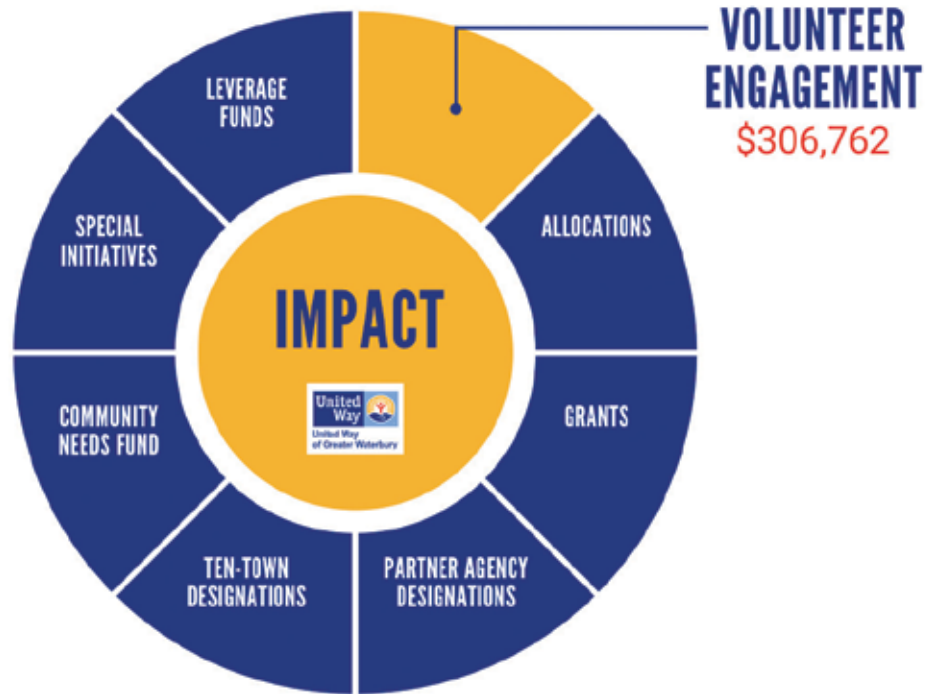 VOLUNTEER
ENGAGEMENT
$306,762
LEVERAGE
FUNDS
SPECIAL
INITIATIVES
ALLOCATIONS
IMPACT
United
Way
United Way
of Greater Waterbury
COMMUNITY
NEEDS FUND
GRANTS
TEN-TOWN
DESIGNATIONS
PARTNER AGENCY
DESIGNATIONS